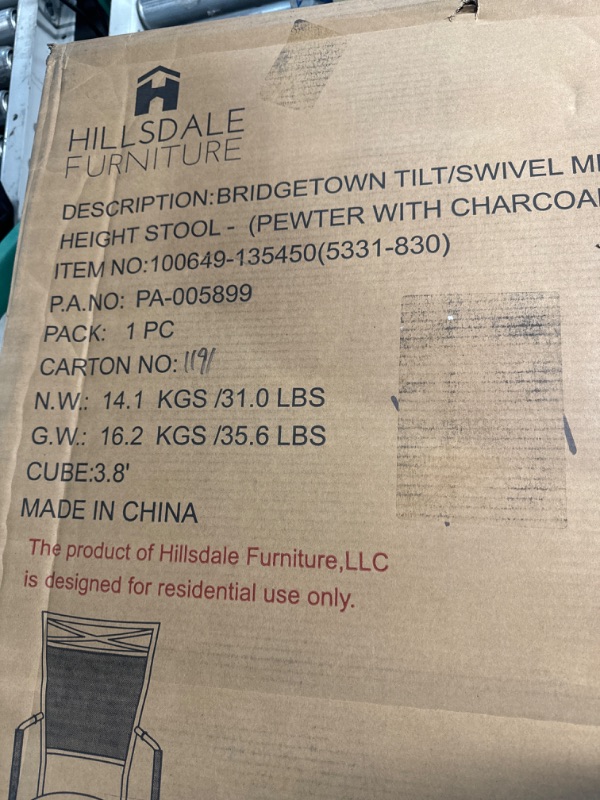 HILLSDALE
FURNITURE
DESCRIPTION:BRIDGETOWN TILT/SWIVEL
HEIGHT STOOL - (PEWTER WITH CHARCOA
ITEM NO:100649-135450(5331-830)
P.A.NO: PA-005899
PACK: 1 PC
CARTON NO: 1191
N.W.: 14.1 KGS /31.0 LBS
G.W.: 16.2 KGS /35.6 LBS
CUBE:3.8'
MADE IN CHINA
The product of Hillsdale Furniture,LLC
is designed for residential use only.